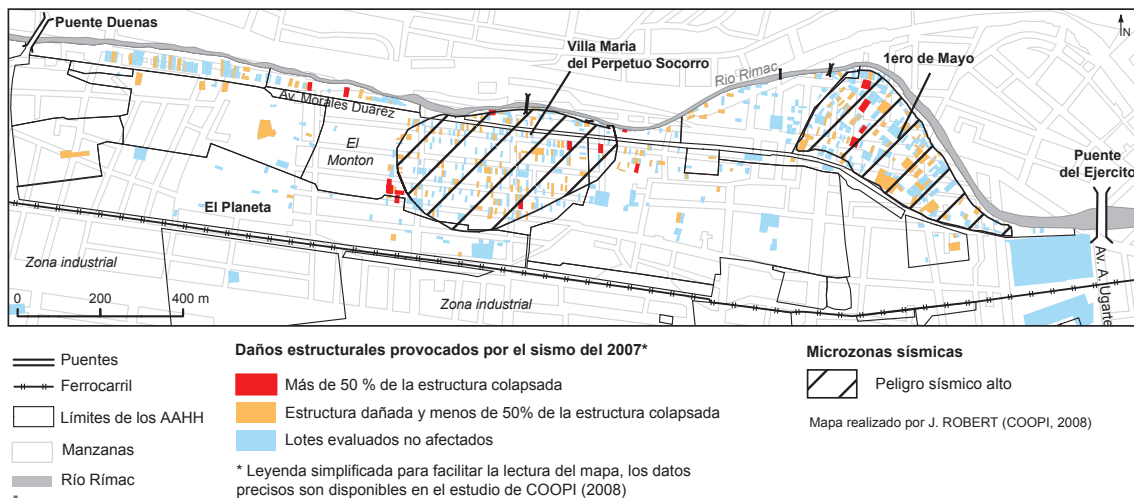 Puente Duenas
Villa Maria
del Perpetuo Socorro
Rio Rimac
1ero de Mayo
N
Av. Morales Duarez
El
Monton
Puente
del Ejercito
El Planeta
Zona industrial
Zona industrial
Av. A. Ugarte
0 200 400 m
Puentes
Ferrocarril
Límites de los AAHH
Manzanas
Río Rímac
Daños estructurales provocados por el sismo del 2007*
Más de 50 % de la estructura colapsada
Estructura dañada y menos de 50% de la estructura colapsada
Lotes evaluados no afectados
* Leyenda simplificada para facilitar la lectura del mapa, los datos
precisos son disponibles en el estudio de COOPI (2008)
Microzonas sísmicas
Peligro sísmico alto
Mapa realizado por J. ROBERT (COOPI, 2008)